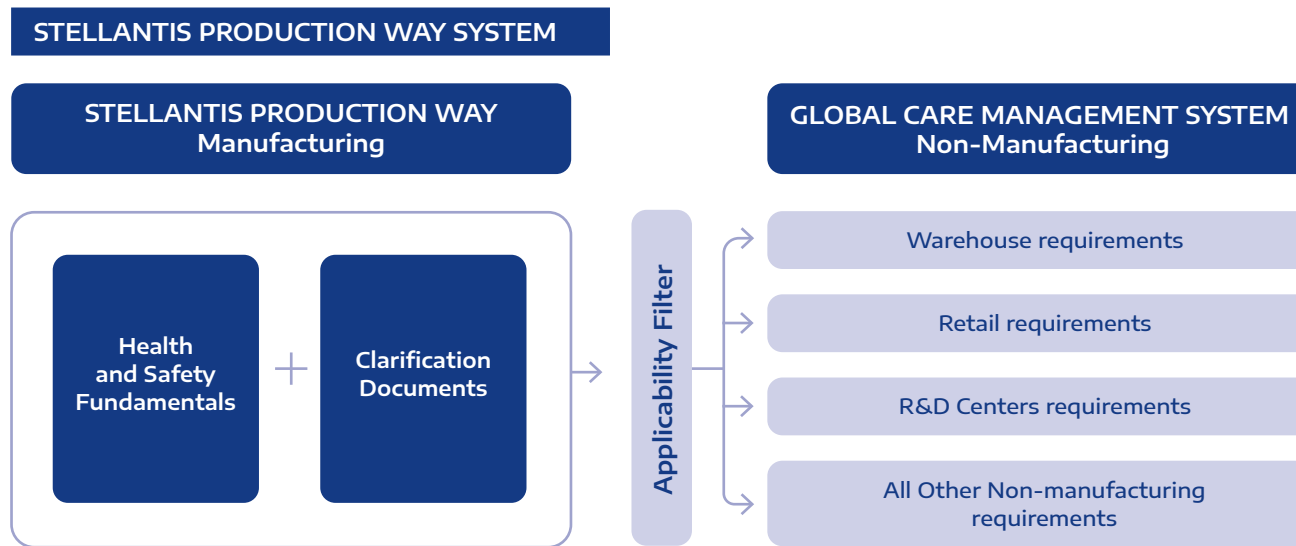 STELLANTIS PRODUCTION WAY SYSTEM
STELLANTIS PRODUCTION WAY
Manufacturing
GLOBAL CARE MANAGEMENT SYSTEM
Non-Manufacturing
Health
and Safety
Fundamentals
+
Clarification
Documents
Applicability Filter
Warehouse requirements
Retail requirements
R&D Centers requirements
All Other Non-manufacturing
requirements